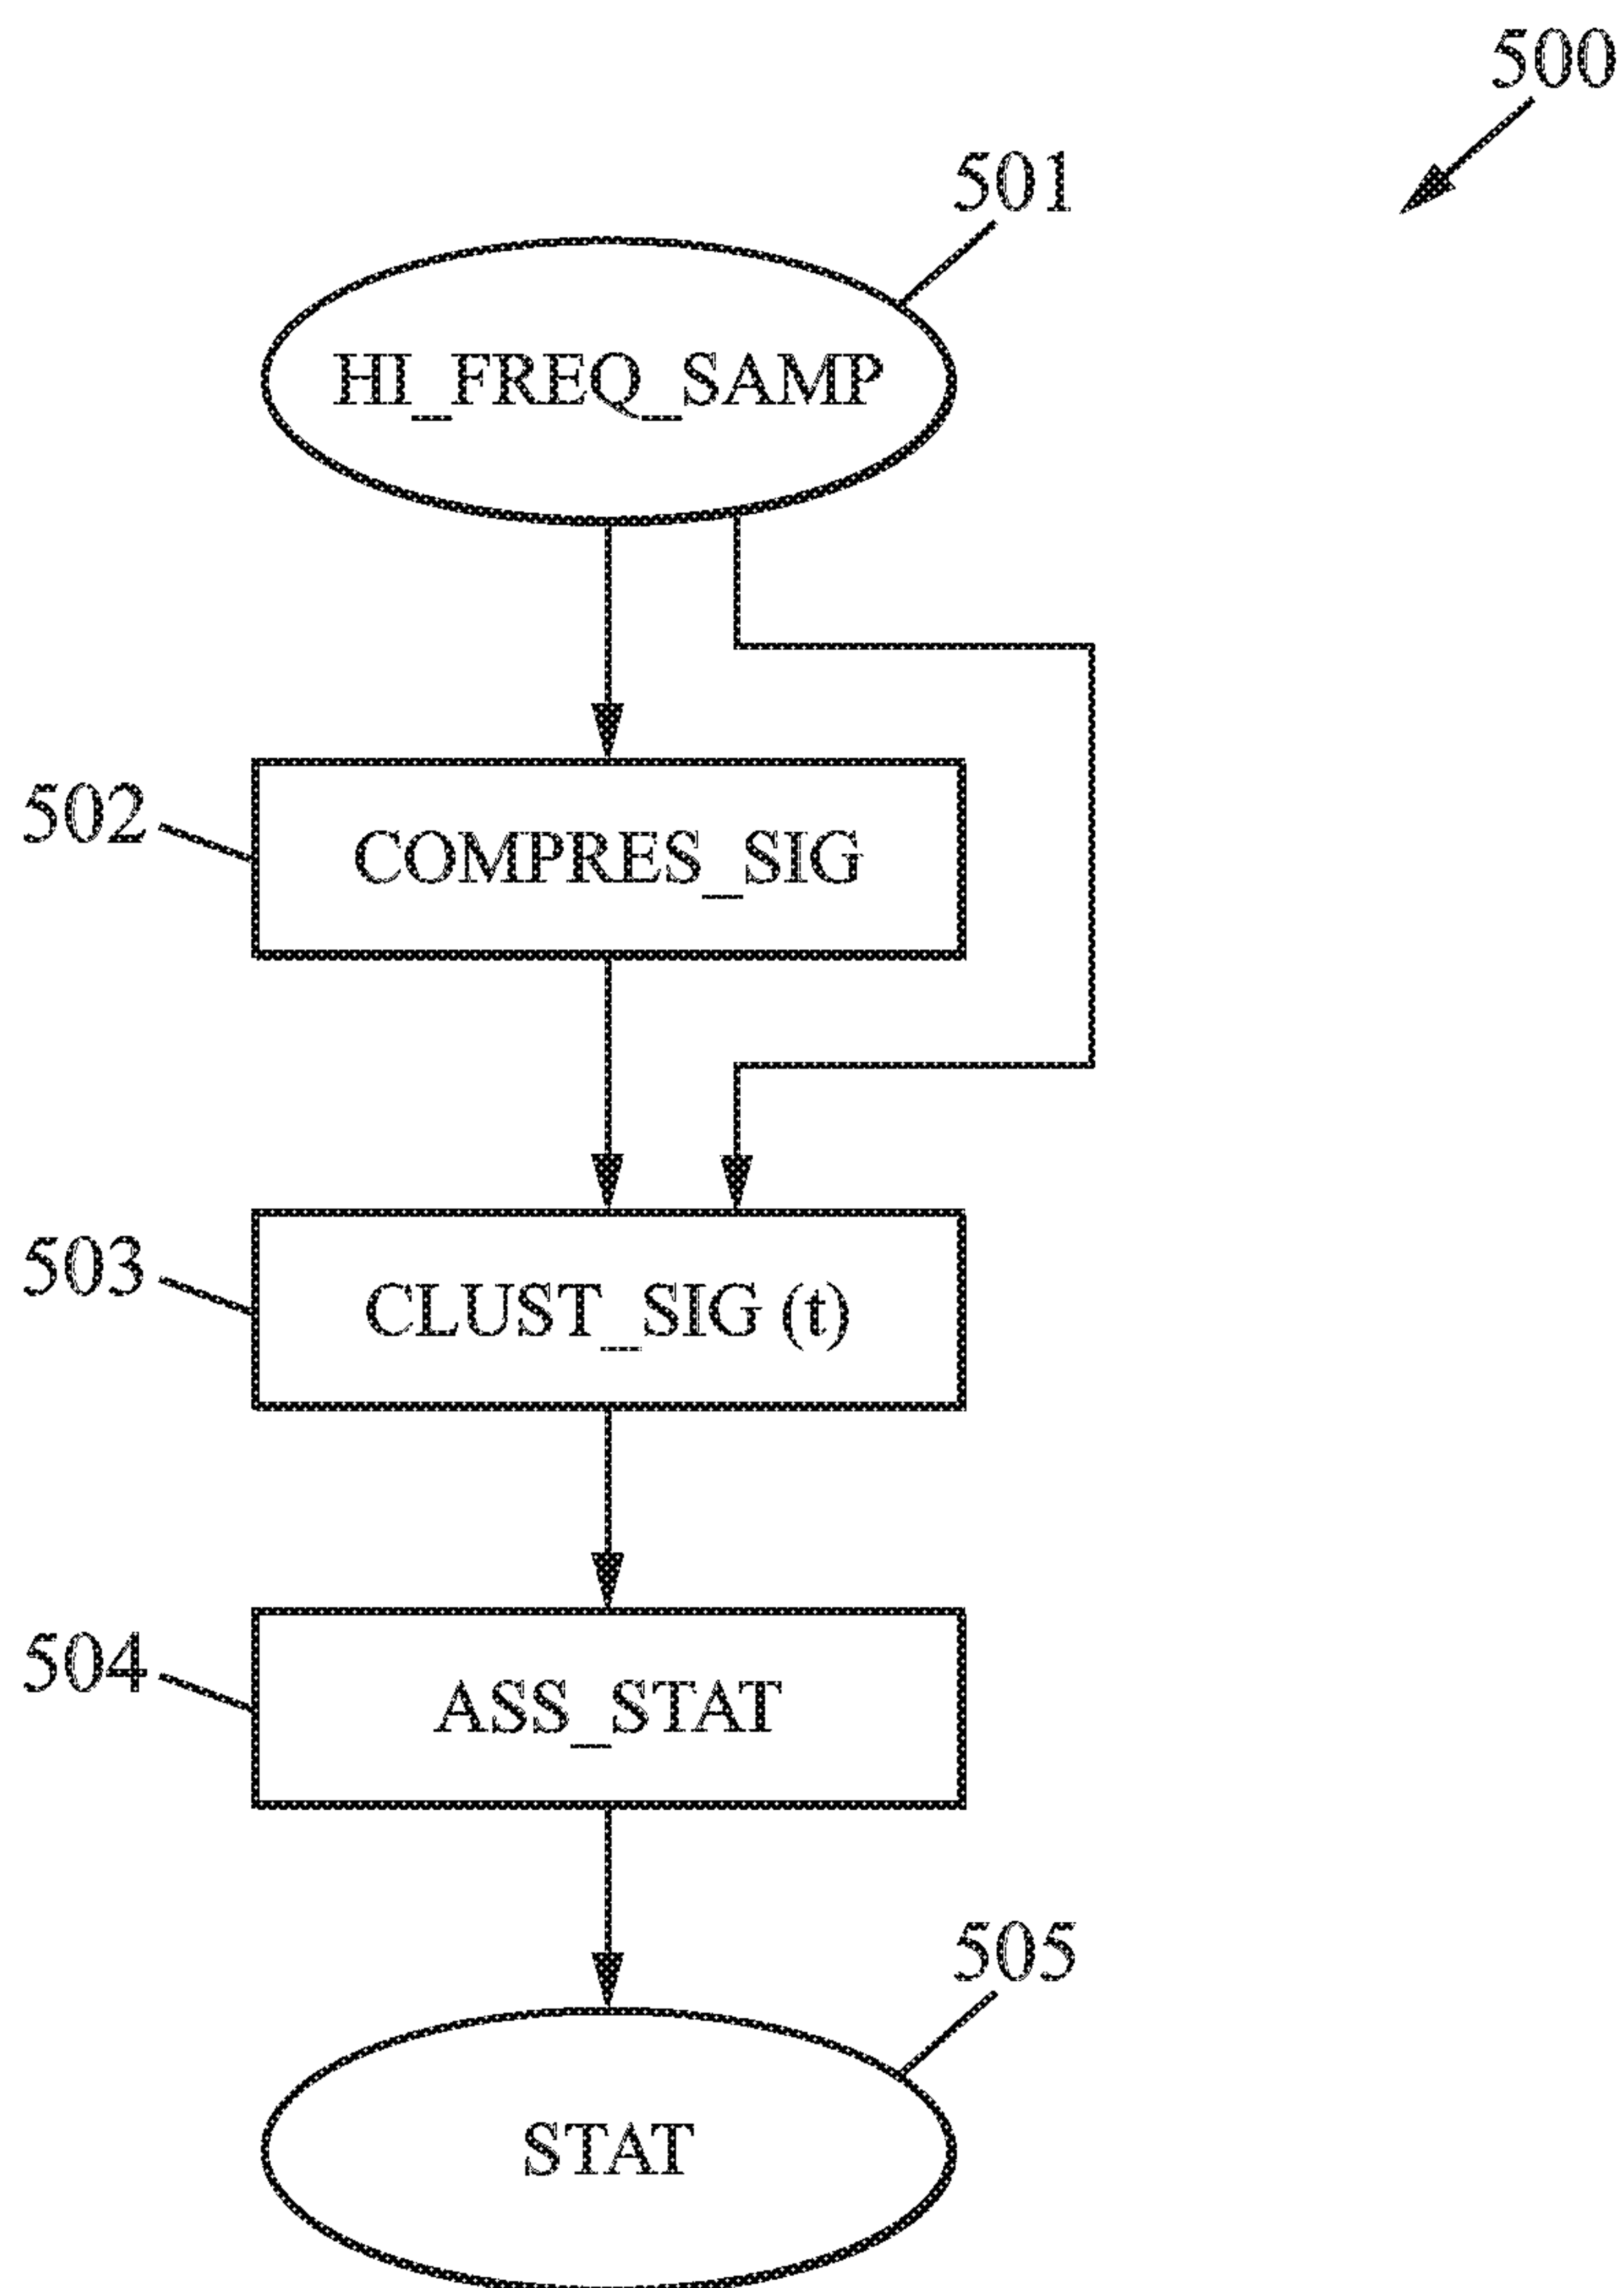 500
501
HI_FREQ_SAMP
502
COMPRES_SIG
503
CLUST_SIG (t)
504
ASS_STAT
505
STAT